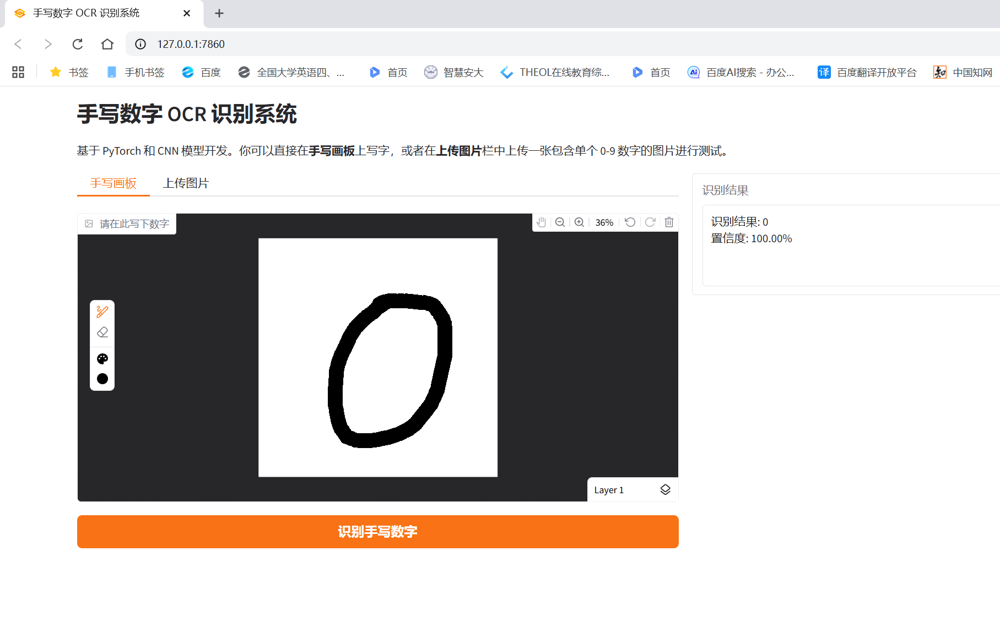 手写数字 OCR 识别系统
127.0.0.1:7860
书签 手机书签 百度 全国大学英语四、... 首页 智慧安大 THEOL在线教育综... 首页 百度AI搜索 - 办公... 百度翻译开放平台 中国知网
手写数字 OCR 识别系统
基于 PyTorch 和 CNN 模型开发。你可以直接在手写画板上写字，或者在上传图片栏中上传一张包含单个 0-9 数字的图片进行测试。
手写画板 上传图片
请在此写下数字
36%
0
Layer 1
识别手写数字
识别结果
识别结果: 0
置信度: 100.00%